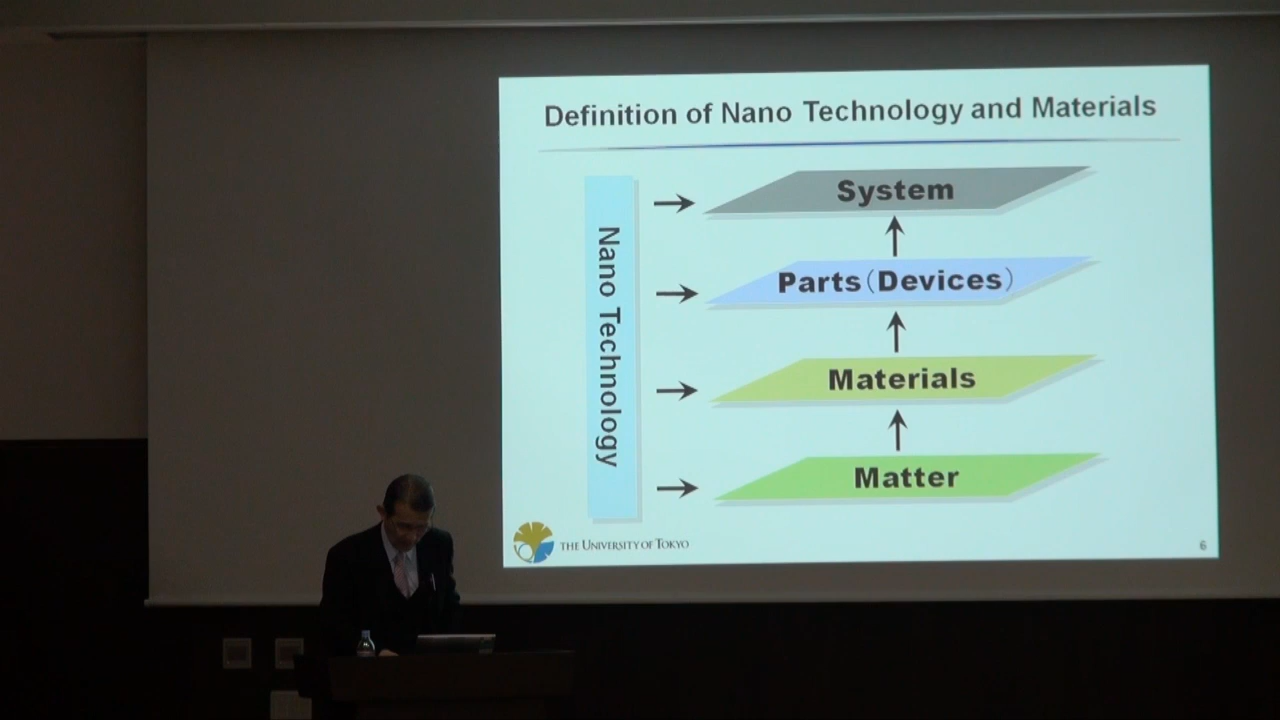 Definition of Nano Technology and Materials
Nano Technology
System
Parts（Devices）
Materials
Matter
THE UNIVERSITY OF TOKYO
6